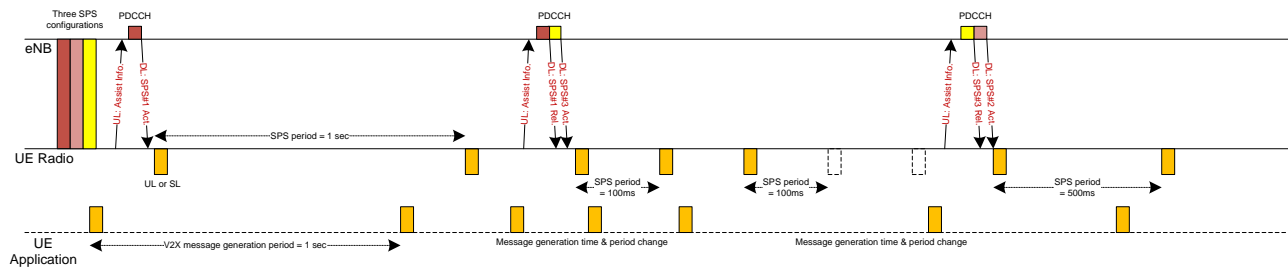 Three SPS
configurations
PDCCH
PDCCH
PDCCH
eNB
UL: Assist Info.
DL: SPS#1 Act.
UL: Assist Info.
DL: SPS#1 Rel.
DL: SPS#3 Act.
UL: Assist Info.
DL: SPS#3 Rel.
DL: SPS#2 Act.
SPS period = 1 sec
UE Radio
UL or SL
SPS period
= 100ms
SPS period
= 100ms
SPS period
= 500ms
V2X message generation period = 1 sec
Message generation time & period change
Message generation time & period change
UE
Application